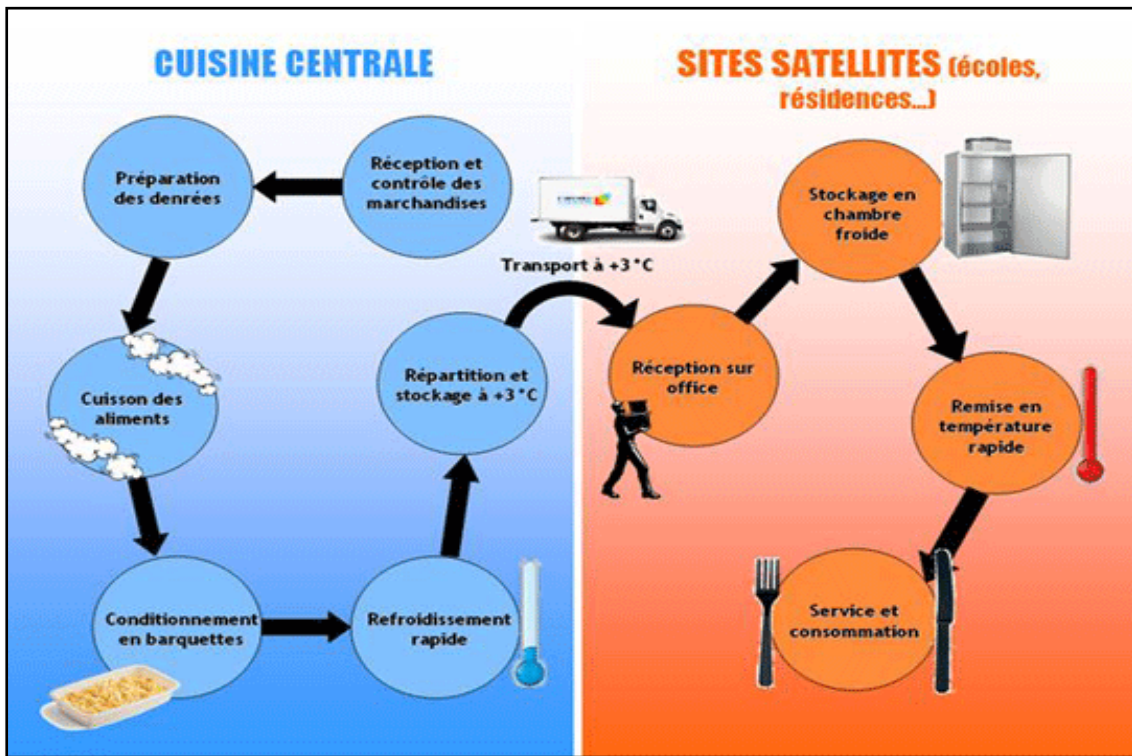 CUISINE CENTRALE
Réception et
contrôle des
marchandises
Préparation
des denrées
Cuisson des
aliments
Conditionnement
en barquettes
Refroidissement
rapide
Répartition et
stockage à +3°C
Transport à +3°C
SITES SATELLITES (écoles,
résidences...)
Réception sur
office
Stockage en
chambre
froide
Remise en
température
rapide
Service et
consommation